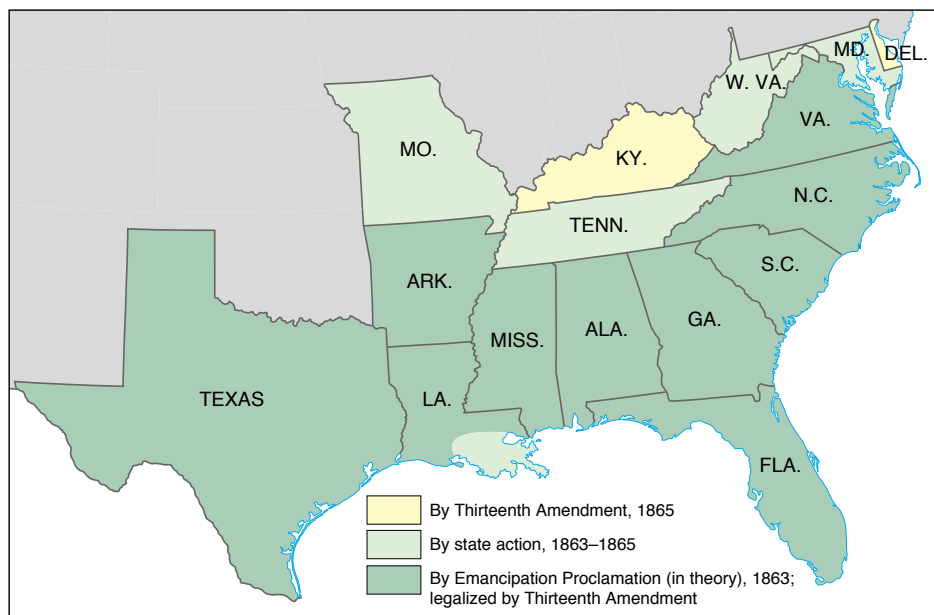 MD.
DEL.
W. VA.
VA.
MO.
KY.
N.C.
TENN.
S.C.
ARK.
GA.
MISS.
ALA.
TEXAS
LA.
FLA.
By Thirteenth Amendment, 1865
By state action, 1863–1865
By Emancipation Proclamation (in theory), 1863;
legalized by Thirteenth Amendment